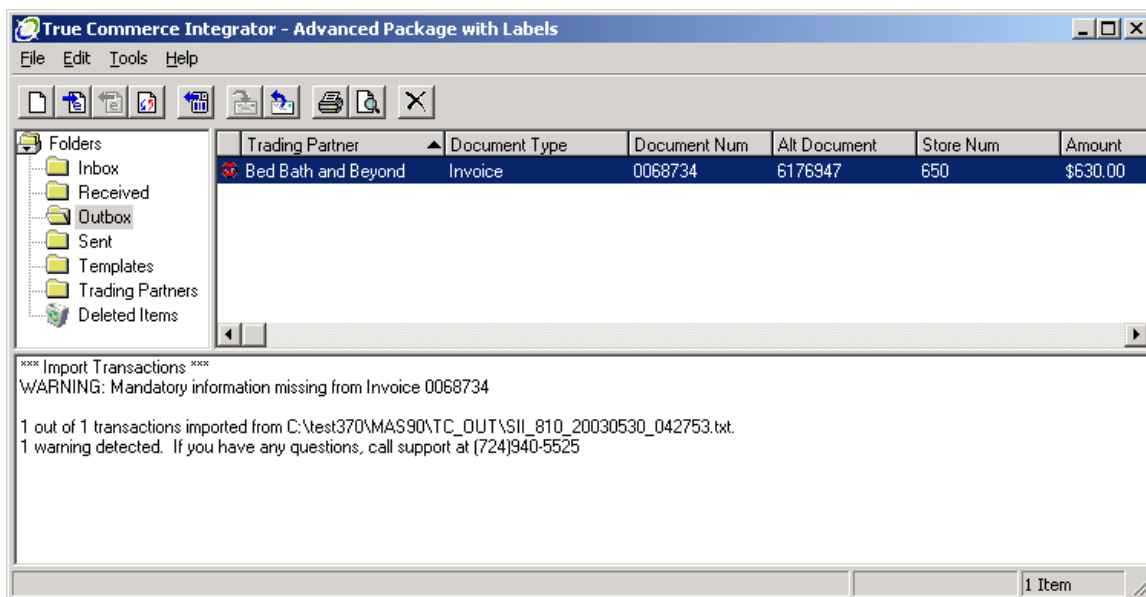 True Commerce Integrator - Advanced Package with Labels
File Edit Tools Help
Folders
Inbox
Received
Outbox
Sent
Templates
Trading Partners
Deleted Items
Trading Partner Document Type Document Num Alt Document Store Num Amount
Bed Bath and Beyond Invoice 0068734 6176947 650 $630.00
*** Import Transactions ***
WARNING: Mandatory information missing from Invoice 0068734
1 out of 1 transactions imported from C:\test370\MAS90\TC_OUT\SII_810_20030530_042753.txt.
1 warning detected. If you have any questions, call support at (724)940-5525
1 Item